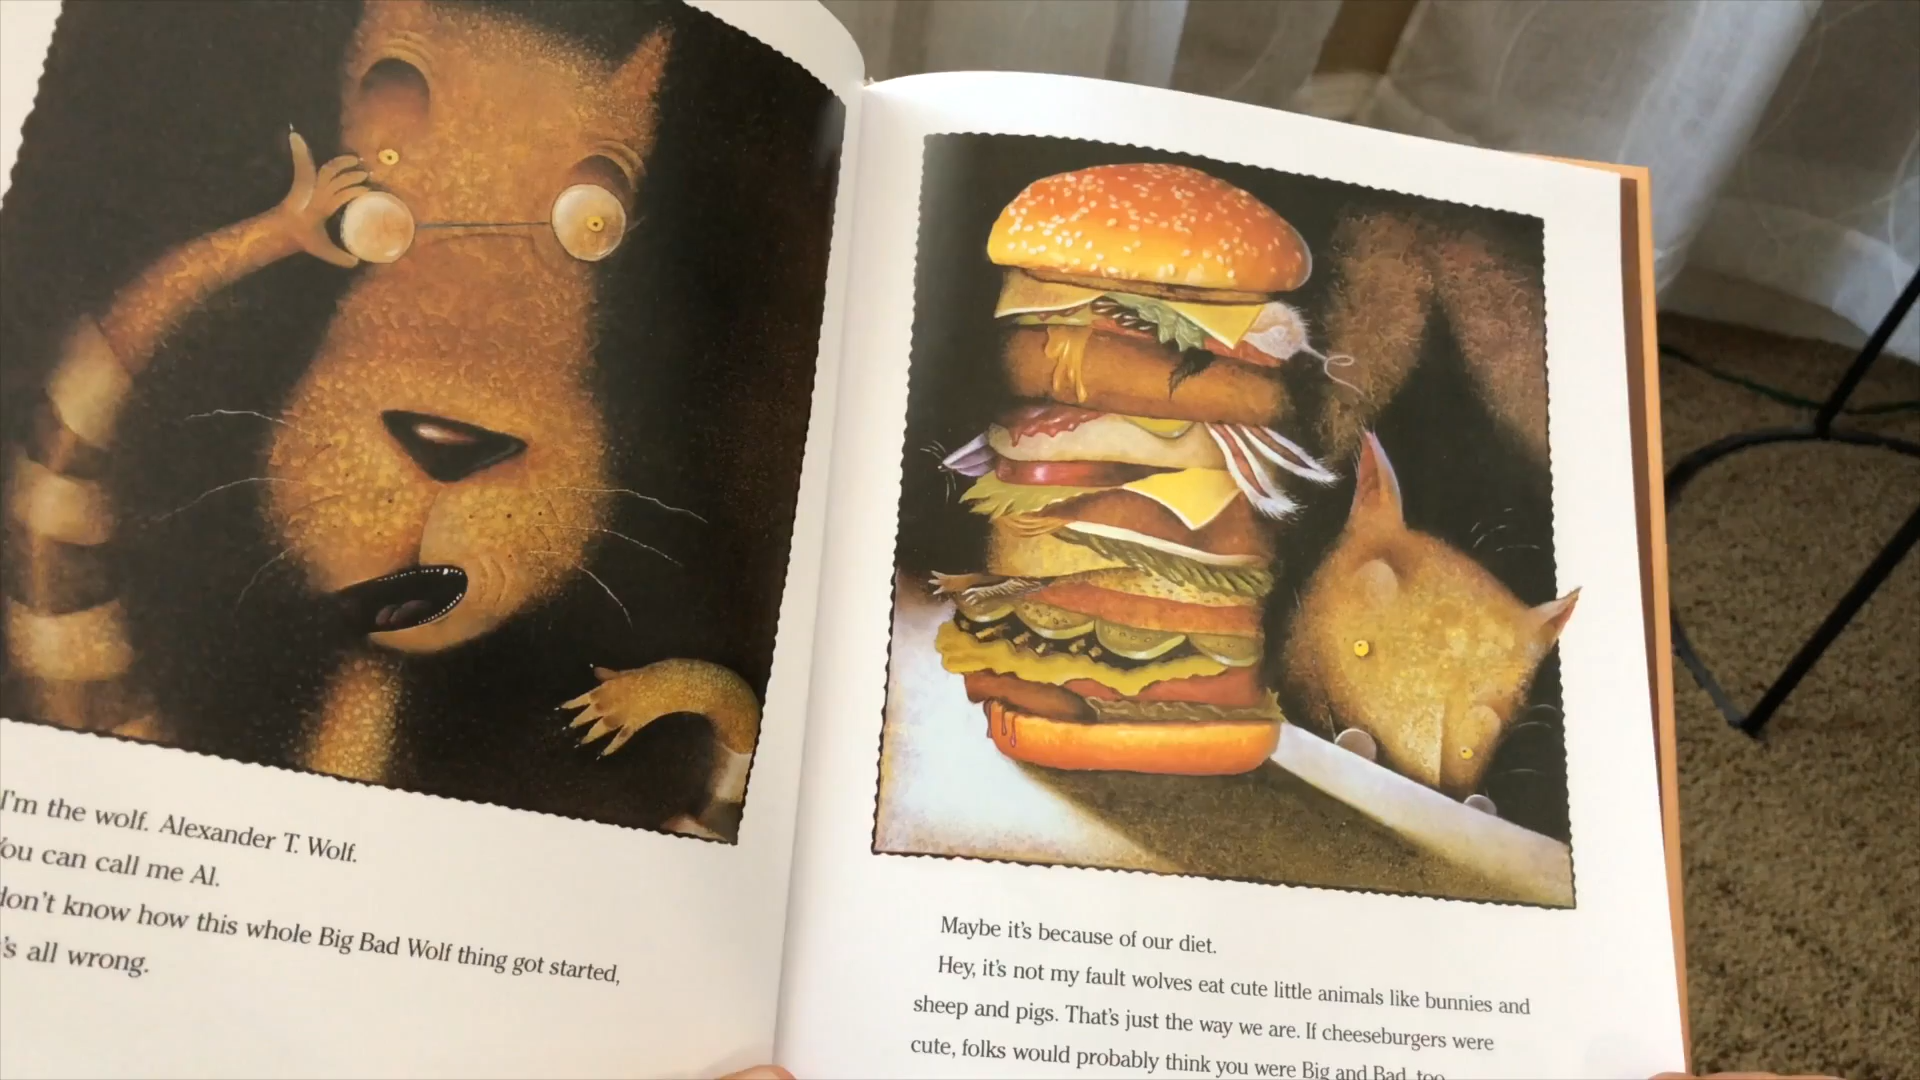 I'm the wolf. Alexander T. Wolf.
You can call me Al.
don't know how this whole Big Bad Wolf thing got started,
's all wrong.
Maybe it's because of our diet.
Hey, it's not my fault wolves eat cute little animals like bunnies and
sheep and pigs. That's just the way we are. If cheeseburgers were
cute, folks would probably think you were Big and Bad, too.